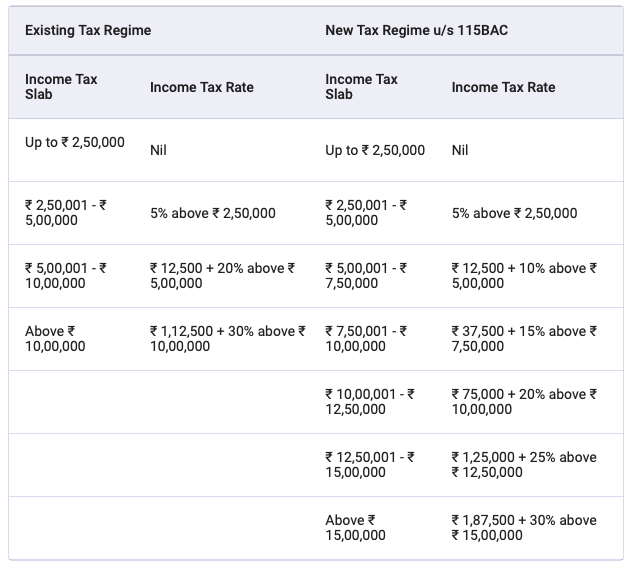 Existing Tax Regime
New Tax Regime u/s 115BAC
Income Tax
Slab
Income Tax Rate
Income Tax
Slab
Income Tax Rate
Up to ₹ 2,50,000
Nil
Up to ₹ 2,50,000
Nil
₹ 2,50,001 - ₹
5,00,000
5% above ₹ 2,50,000
₹ 2,50,001 - ₹
5,00,000
5% above ₹ 2,50,000
₹ 5,00,001 - ₹
10,00,000
₹ 12,500 + 20% above ₹
5,00,000
₹ 5,00,001 - ₹
7,50,000
₹ 12,500 + 10% above ₹
5,00,000
Above ₹
10,00,000
₹ 1,12,500 + 30% above ₹
10,00,000
₹ 7,50,001 - ₹
10,00,000
₹ 37,500 + 15% above ₹
7,50,000
₹ 10,00,001 - ₹
12,50,000
₹ 75,000 + 20% above ₹
10,00,000
₹ 12,50,001 - ₹
15,00,000
₹ 1,25,000 + 25% above
₹ 12,50,000
Above ₹
15,00,000
₹ 1,87,500 + 30% above
₹ 15,00,000